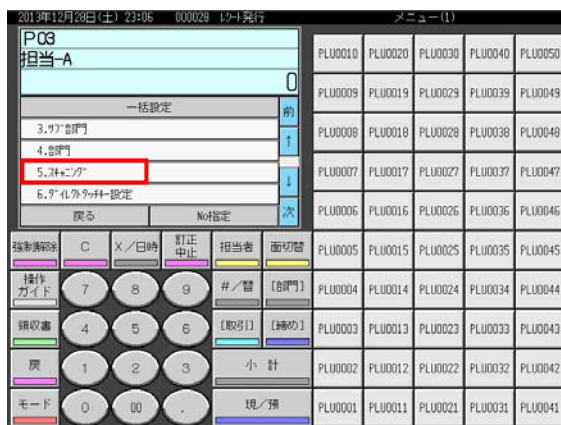 2013年12月28日(土) 23:06 000028 レシート発行 メニュー(1)
P03
担当-A
0
一括設定
前
3.サブ部門
4.部門
↑
5.スキャニング
6.ダイレクトタッチキー設定
↓
戻る No指定 次
強制解除 C X/日時 訂正中止 担当者 面切替
操作ガイド 7 8 9 #/替 [部門]
領収書 4 5 6 [取引] [締め]
戻 1 2 3 小 計
モード 0 00 . 現/預
PLU0010 PLU0020 PLU0030 PLU0040 PLU0050
PLU0009 PLU0019 PLU0029 PLU0039 PLU0049
PLU0008 PLU0018 PLU0028 PLU0038 PLU0048
PLU0007 PLU0017 PLU0027 PLU0037 PLU0047
PLU0006 PLU0016 PLU0026 PLU0036 PLU0046
PLU0005 PLU0015 PLU0025 PLU0035 PLU0045
PLU0004 PLU0014 PLU0024 PLU0034 PLU0044
PLU0003 PLU0013 PLU0023 PLU0033 PLU0043
PLU0002 PLU0012 PLU0022 PLU0032 PLU0042
PLU0001 PLU0011 PLU0021 PLU0031 PLU0041